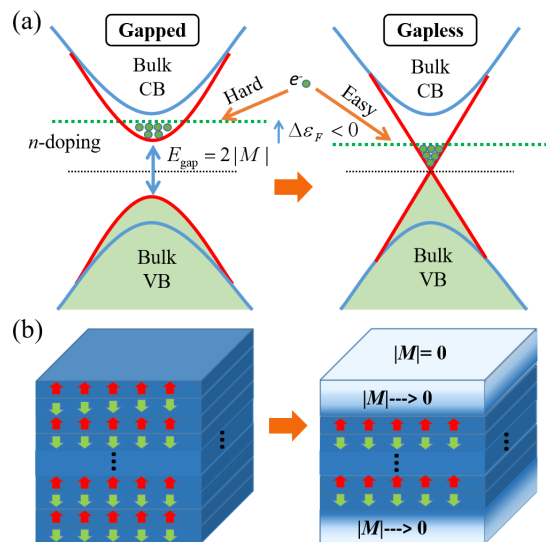 (a)
Gapped
Gapless
Bulk
CB
Bulk
CB
Hard
e-
Easy
n-doping
Δε_F < 0
E_gap = 2|M|
Bulk
VB
Bulk
VB
(b)
|M|= 0
|M|---> 0
|M|---> 0